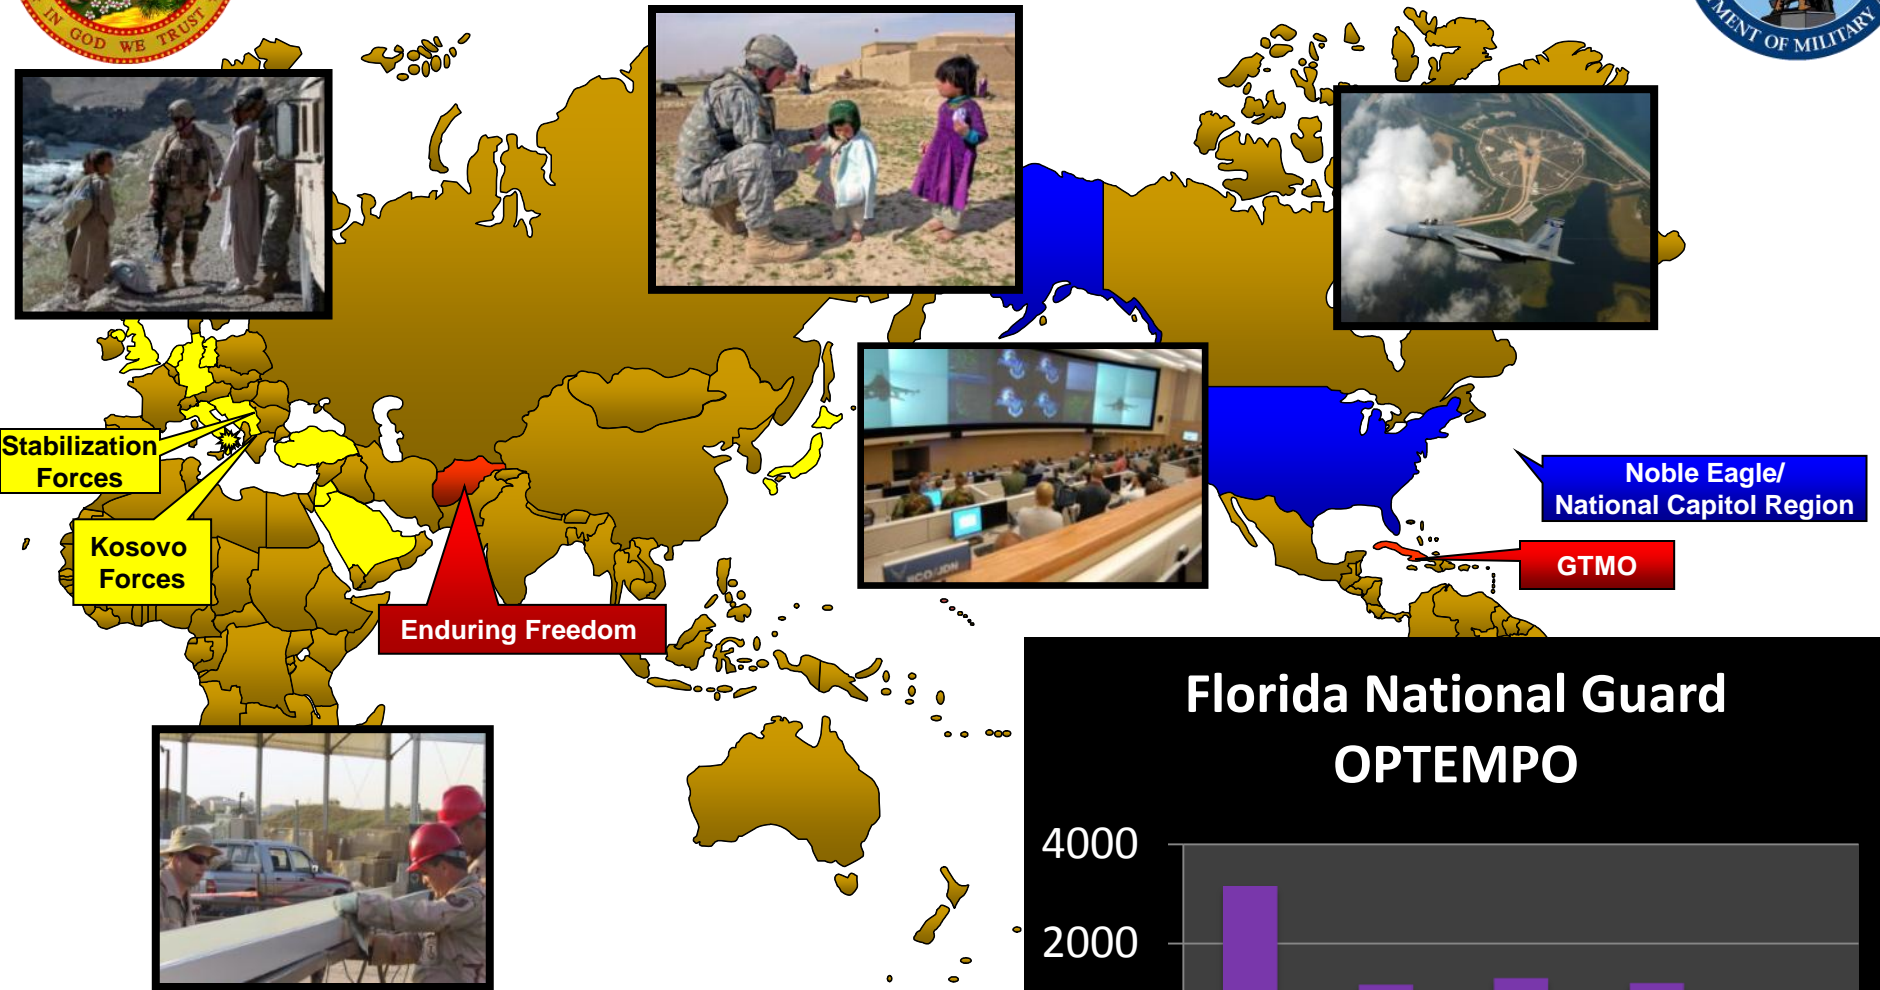 IN GOD WE TRUST
MENT OF MILITARY
Stabilization
Forces
Kosovo
Forces
Enduring Freedom
Noble Eagle/
National Capitol Region
GTMO
Florida National Guard
OPTEMPO
4000
2000